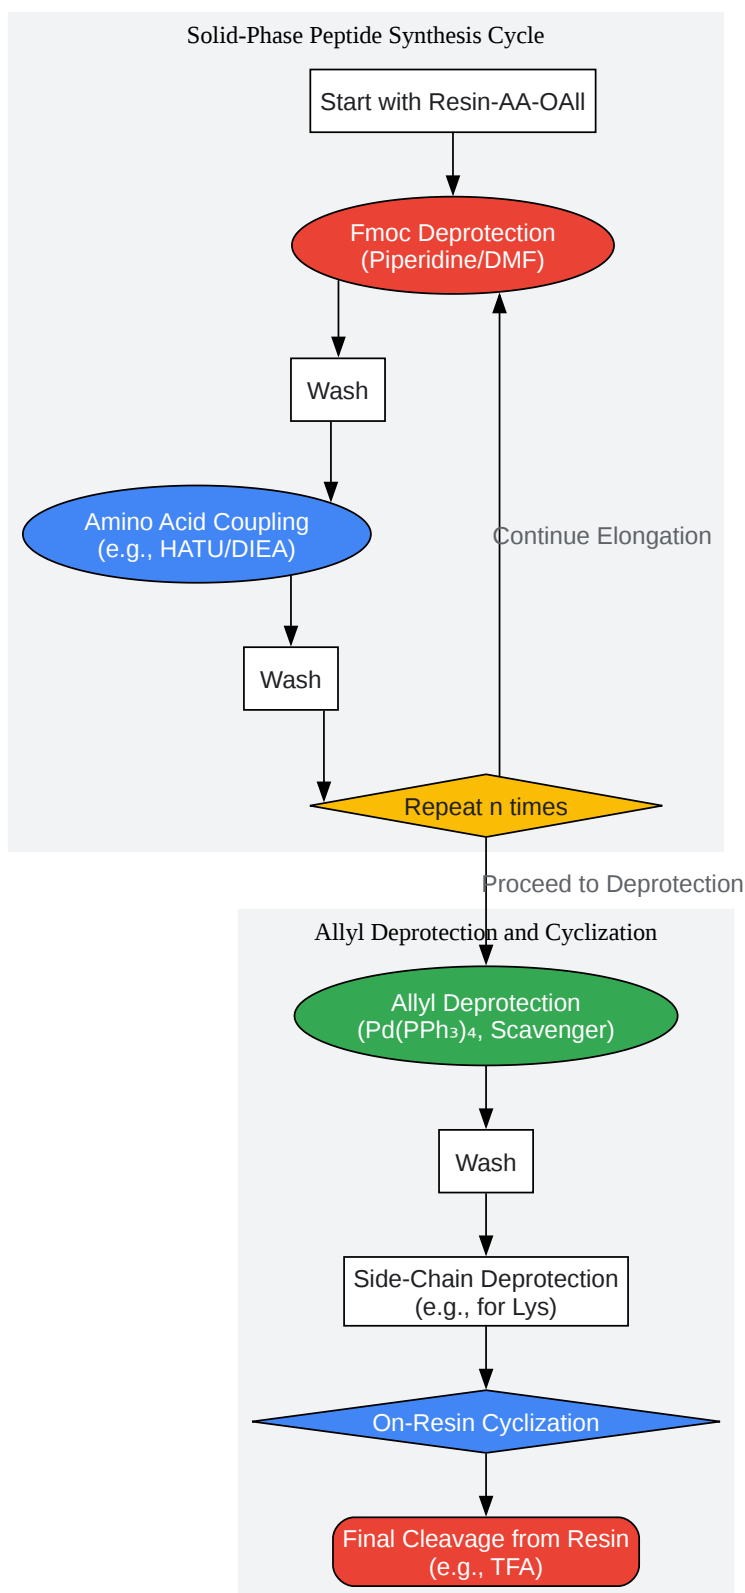 Solid-Phase Peptide Synthesis Cycle
Start with Resin-AA-OAll
Fmoc Deprotection
(Piperidine/DMF)
Wash
Amino Acid Coupling
(e.g., HATU/DIEA)
Continue Elongation
Wash
Repeat n times
Proceed to Deprotection
Allyl Deprotection and Cyclization
Allyl Deprotection
(Pd(PPh₃)₄, Scavenger)
Wash
Side-Chain Deprotection
(e.g., for Lys)
On-Resin Cyclization
Final Cleavage from Resin
(e.g., TFA)